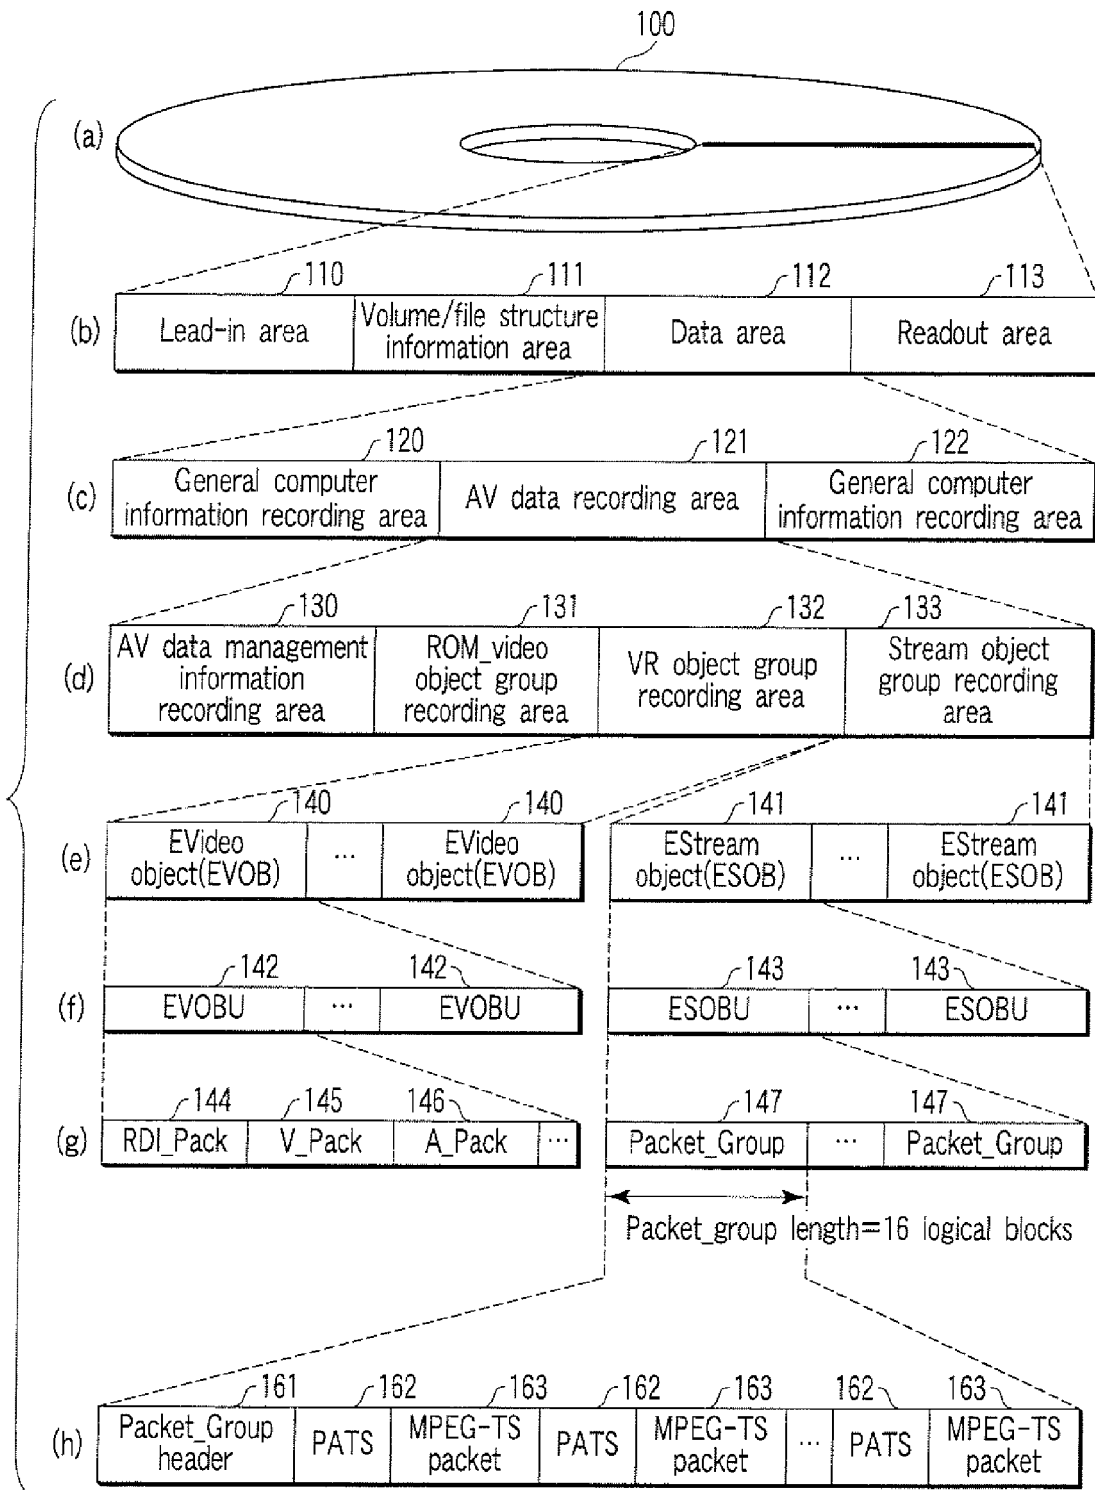 100
(a)
110
111
112
113
(b)
Lead-in area
Volume/file structure
information area
Data area
Readout area
120
121
122
(c)
General computer
information recording area
AV data recording area
General computer
information recording area
130
131
132
133
(d)
AV data management
information
recording area
ROM_video
object group
recording area
VR object group
recording area
Stream object
group recording
area
140
140
141
141
(e)
EVideo
object(EVOB)
...
EVideo
object(EVOB)
EStream
object(ESOB)
...
EStream
object(ESOB)
142
142
143
143
(f)
EVOBU
...
EVOBU
ESOBU
...
ESOBU
144
145
146
147
147
(g)
RDI_Pack
V_Pack
A_Pack
...
Packet_Group
...
Packet_Group
Packet_group length=16 logical blocks
161
162
163
162
163
162
163
(h)
Packet_Group
header
PATS
MPEG-TS
packet
PATS
MPEG-TS
packet
...
PATS
MPEG-TS
packet